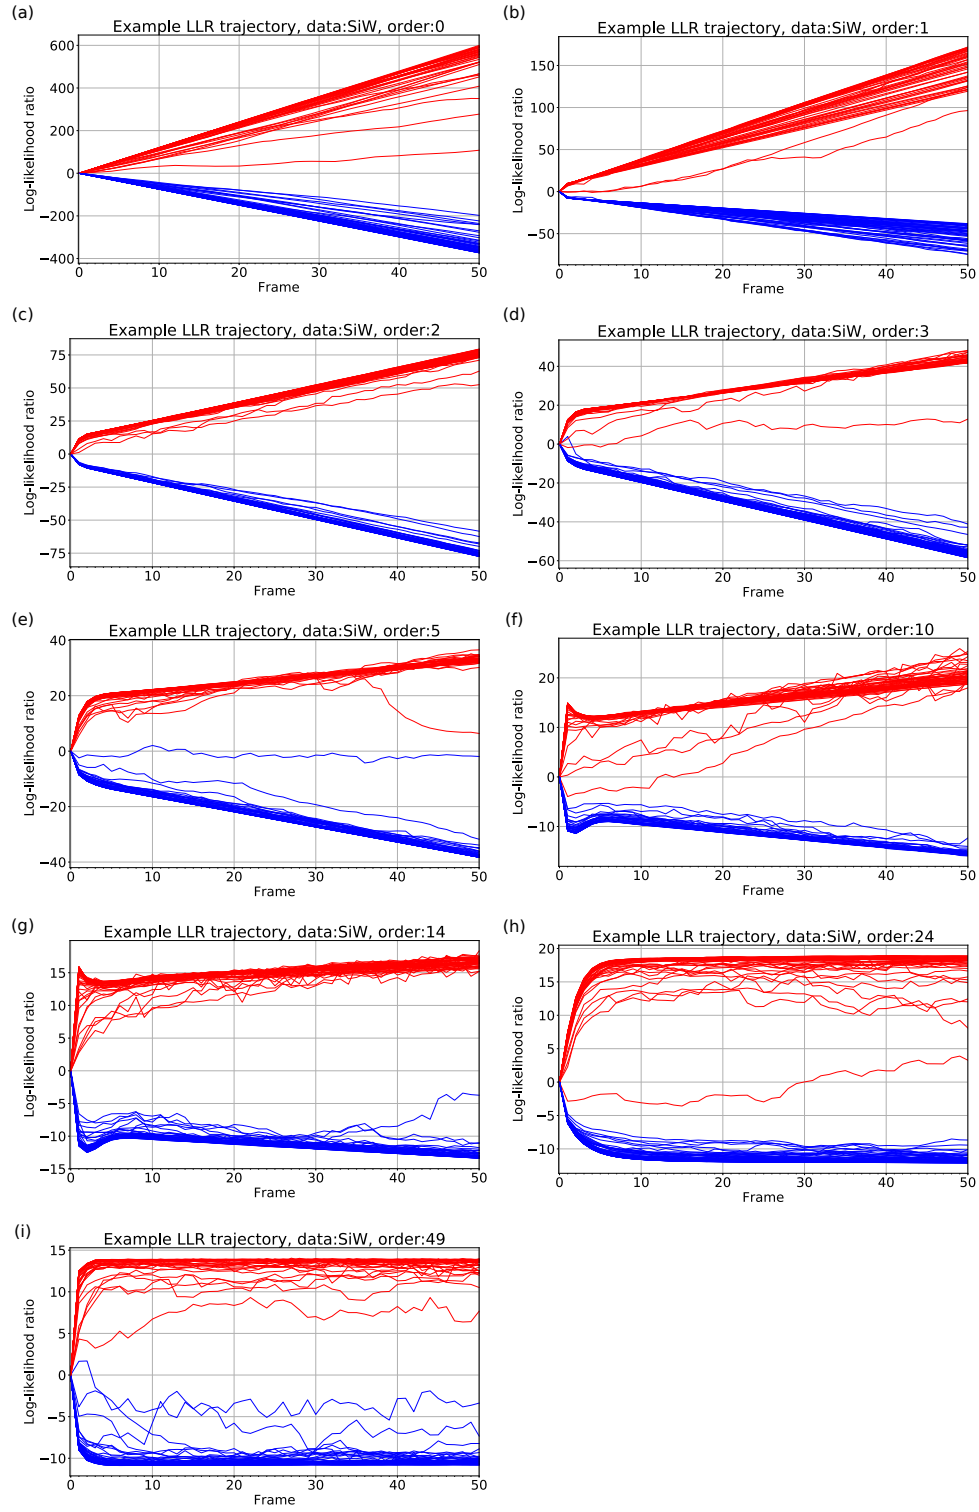 (a)
Example LLR trajectory, data:SiW, order:0
600
400
200
0
−200
−400
Log-likelihood ratio
0 10 20 30 40 50
Frame
(b)
Example LLR trajectory, data:SiW, order:1
150
100
50
0
−50
Log-likelihood ratio
0 10 20 30 40 50
Frame
(c)
Example LLR trajectory, data:SiW, order:2
75
50
25
0
−25
−50
−75
Log-likelihood ratio
0 10 20 30 40 50
Frame
(d)
Example LLR trajectory, data:SiW, order:3
40
20
0
−20
−40
−60
Log-likelihood ratio
0 10 20 30 40 50
Frame
(e)
Example LLR trajectory, data:SiW, order:5
40
20
0
−20
−40
Log-likelihood ratio
0 10 20 30 40 50
Frame
(f)
Example LLR trajectory, data:SiW, order:10
20
10
0
−10
Log-likelihood ratio
0 10 20 30 40 50
Frame
(g)
Example LLR trajectory, data:SiW, order:14
15
10
5
0
−5
−10
−15
Log-likelihood ratio
0 10 20 30 40 50
Frame
(h)
Example LLR trajectory, data:SiW, order:24
20
15
10
5
0
−5
−10
Log-likelihood ratio
0 10 20 30 40 50
Frame
(i)
Example LLR trajectory, data:SiW, order:49
15
10
5
0
−5
−10
Log-likelihood ratio
0 10 20 30 40 50
Frame